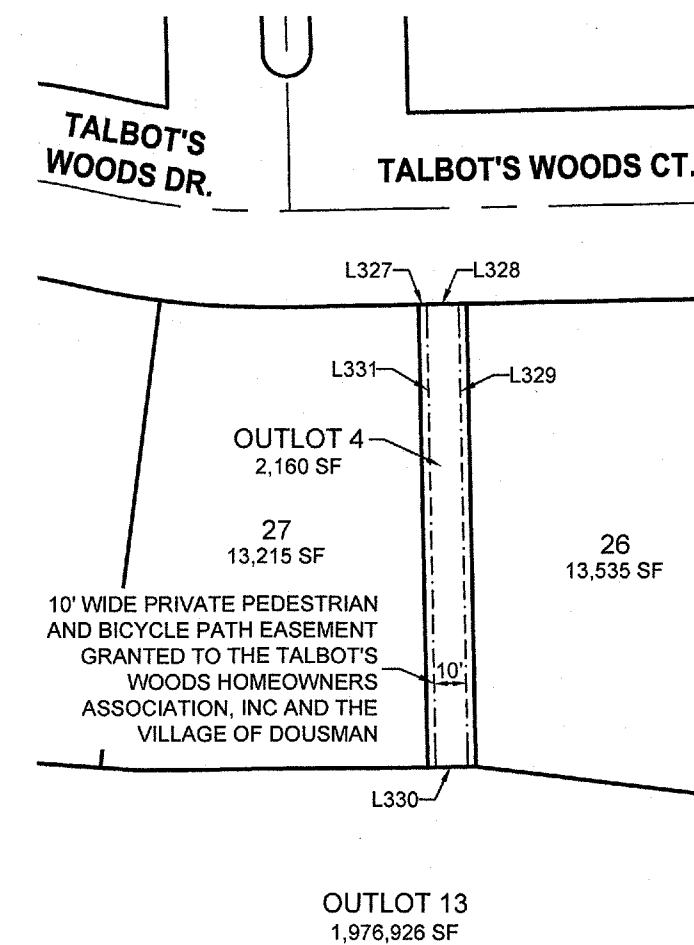 TALBOT'S
WOODS DR.
TALBOT'S WOODS CT.
L327
L328
L331
L329
OUTLOT 4
2,160 SF
27
13,215 SF
26
13,535 SF
10' WIDE PRIVATE PEDESTRIAN
AND BICYCLE PATH EASEMENT
GRANTED TO THE TALBOT'S
WOODS HOMEOWNERS
ASSOCIATION, INC AND THE
VILLAGE OF DOUSMAN
10'
L330
OUTLOT 13
1,976,926 SF